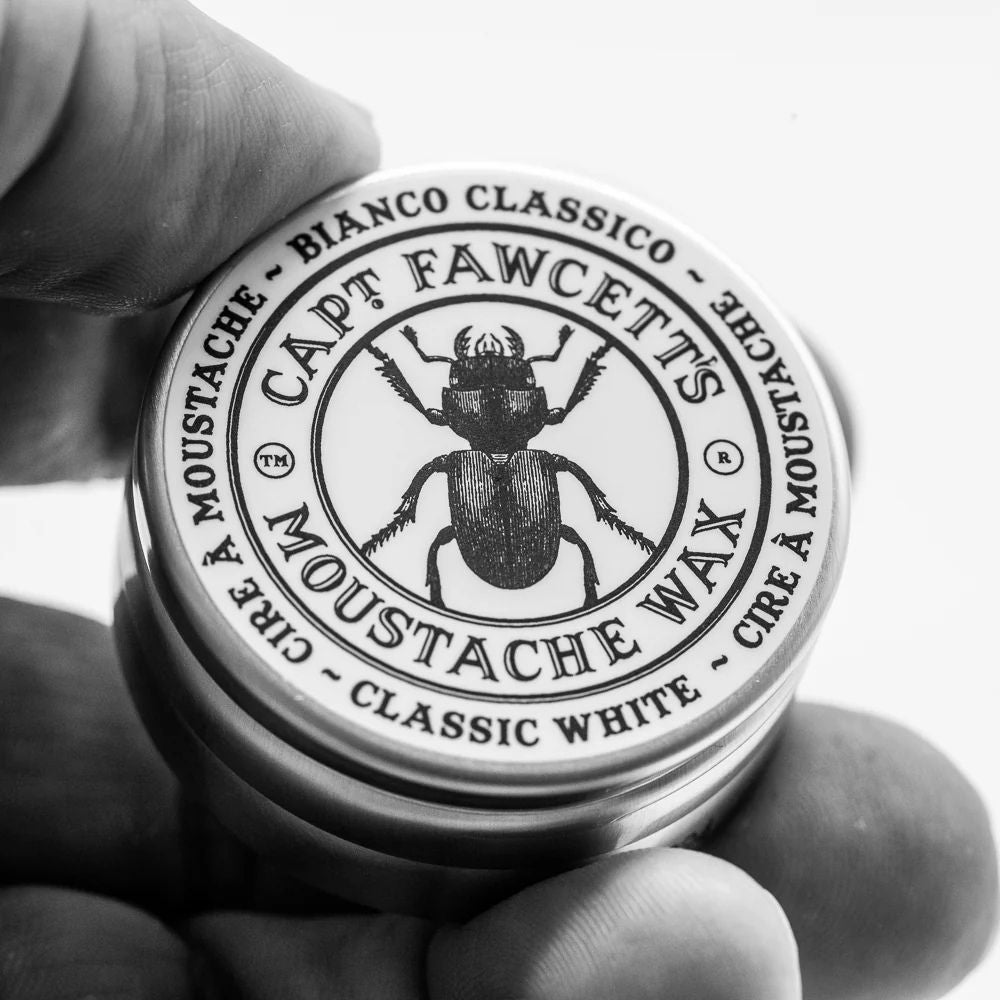 ~ BIANCO CLASSICO ~
CIRE À MOUSTACHE
CIRE À MOUSTACHE
~ CLASSIC WHITE ~
CAPT. FAWCETT'S
TM
R
MOUSTACHE WAX